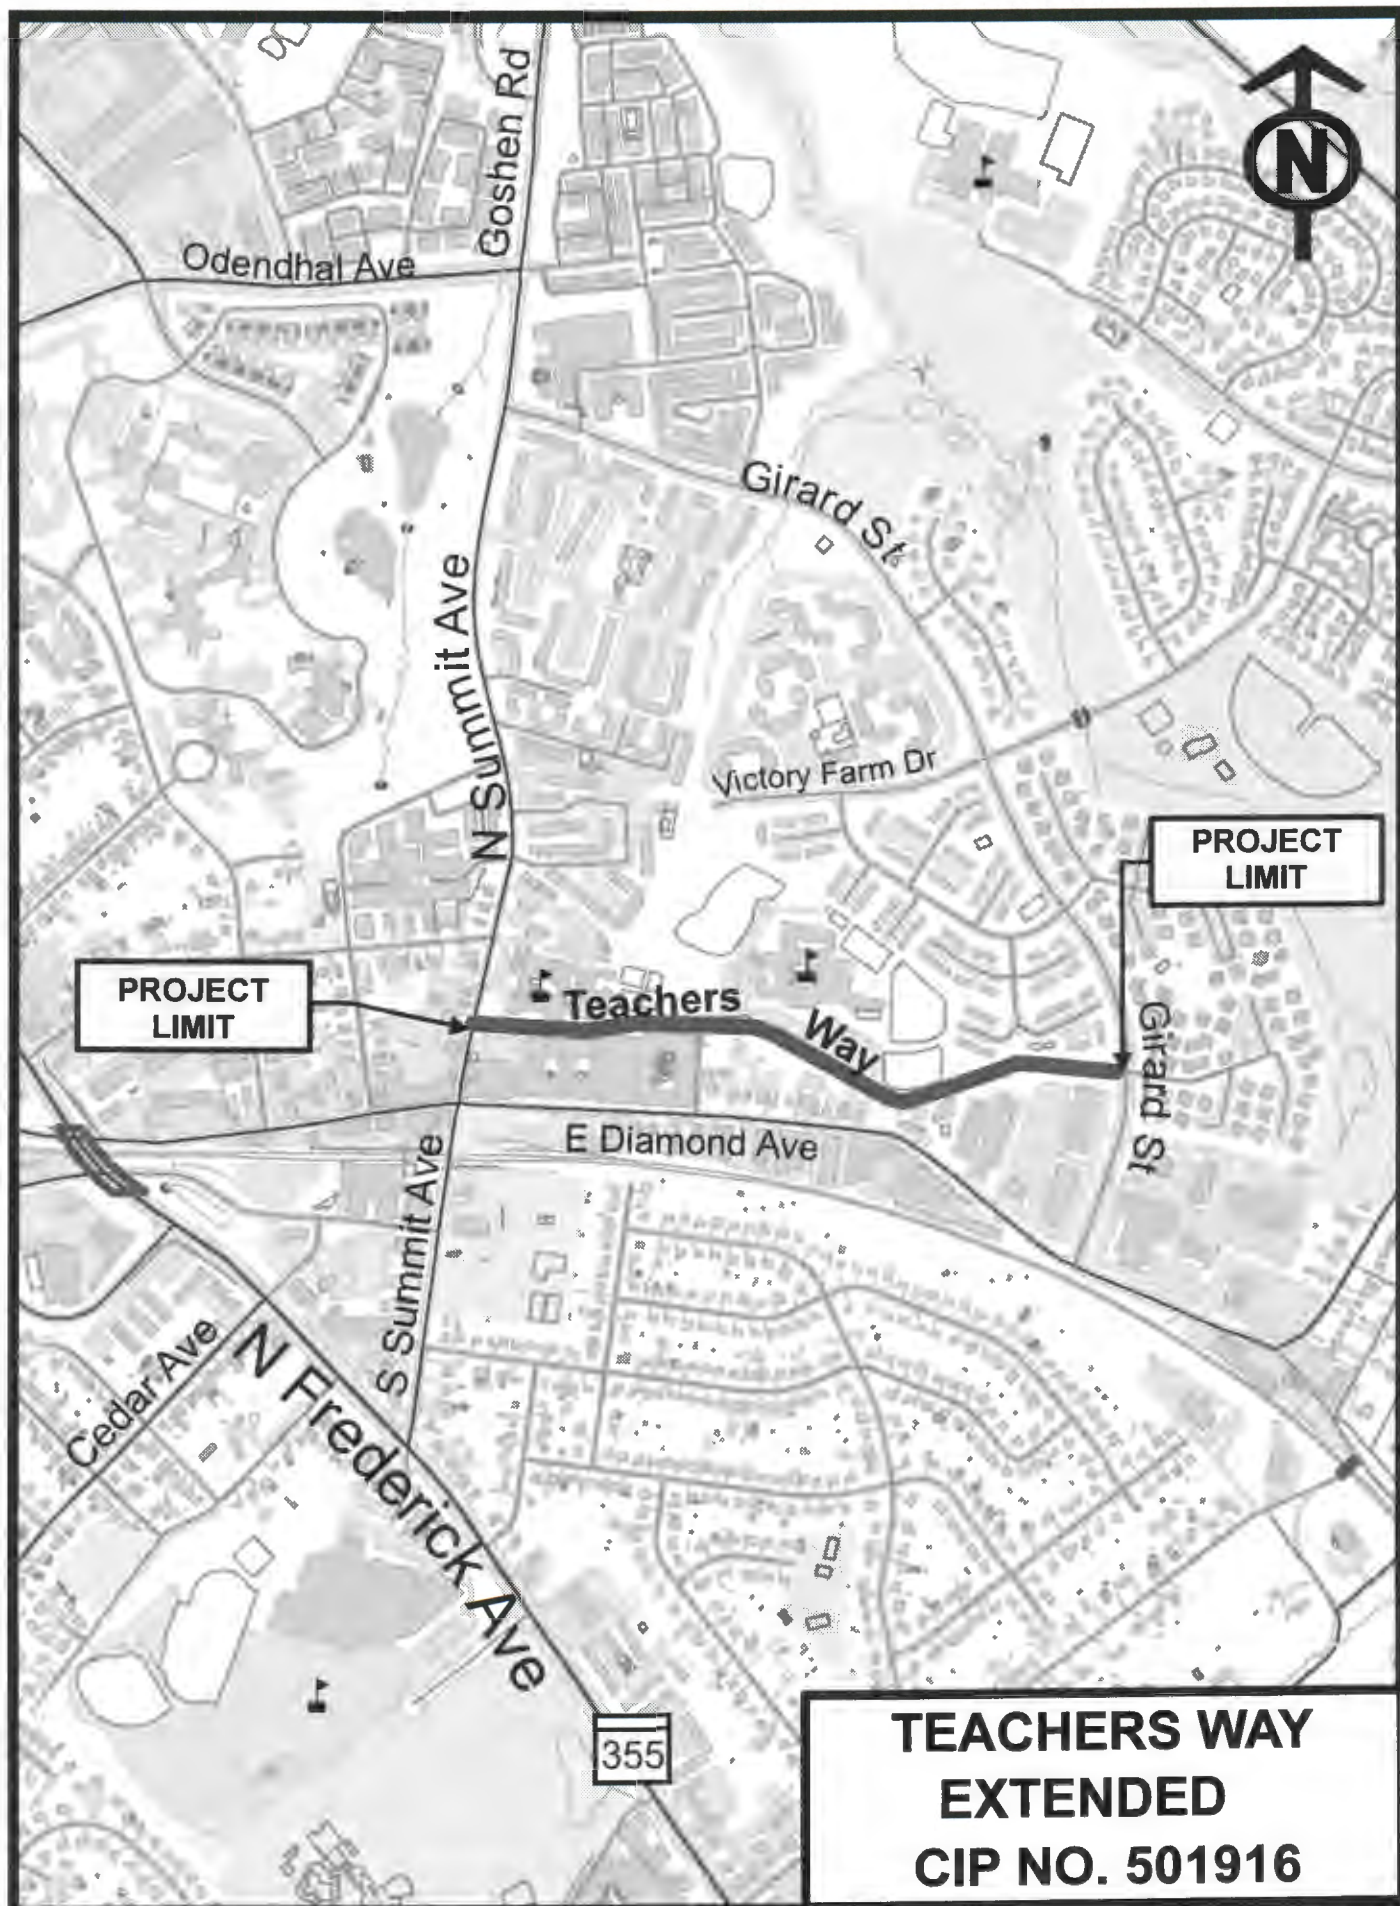 Goshen Rd
N
Odendhal Ave
Girard St
N Summit Ave
Victory Farm Dr
PROJECT
LIMIT
PROJECT
LIMIT
Teachers
Way
Girard St
E Diamond Ave
S Summit Ave
Cedar Ave
N Frederick Ave
355
TEACHERS WAY
EXTENDED
CIP NO. 501916